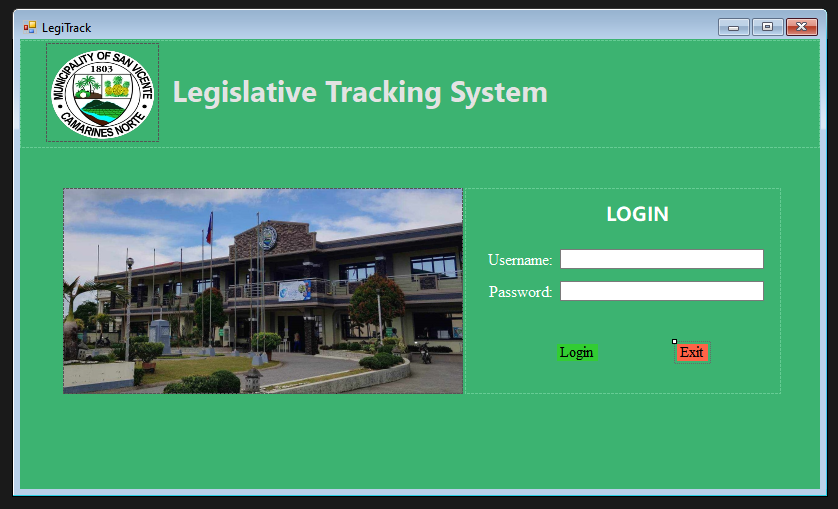 LegiTrack
MUNICIPALITY OF SAN VICENTE
1803
CAMARINES NORTE
Legislative Tracking System
LOGIN
Username:
Password:
Login
Exit